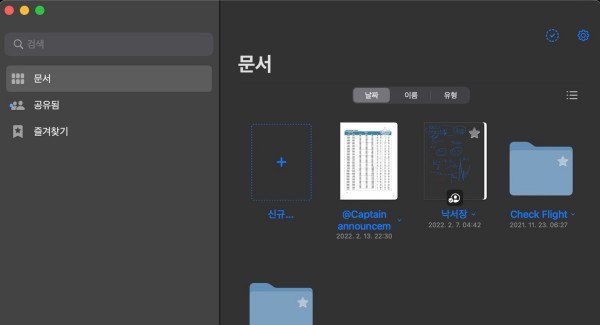 검색
문서
공유됨
즐겨찾기
문서
날짜
이름
유형
신규...
@Captain
announcem
2022. 2. 13. 22:30
낙서장
2022. 2. 7. 04:42
Check Flight
2021. 11. 23. 06:27